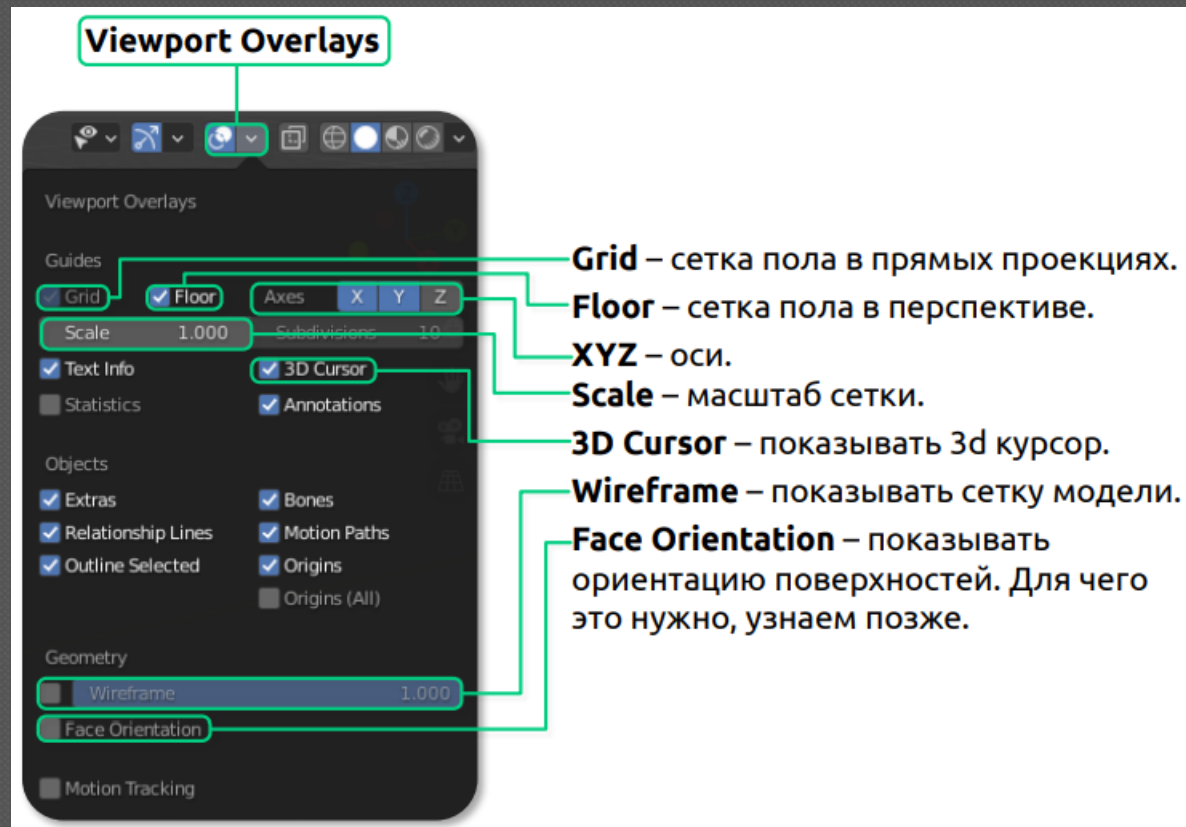 Viewport Overlays
Viewport Overlays
Guides
Grid Floor Axes X Y Z
Scale 1.000 Subdivisions 10
Text Info 3D Cursor
Statistics Annotations
Objects
Extras Bones
Relationship Lines Motion Paths
Outline Selected Origins
Origins (All)
Geometry
Wireframe 1.000
Face Orientation
Motion Tracking
Grid – сетка пола в прямых проекциях.
Floor – сетка пола в перспективе.
XYZ – оси.
Scale – масштаб сетки.
3D Cursor – показывать 3d курсор.
Wireframe – показывать сетку модели.
Face Orientation – показывать
ориентацию поверхностей. Для чего
это нужно, узнаем позже.